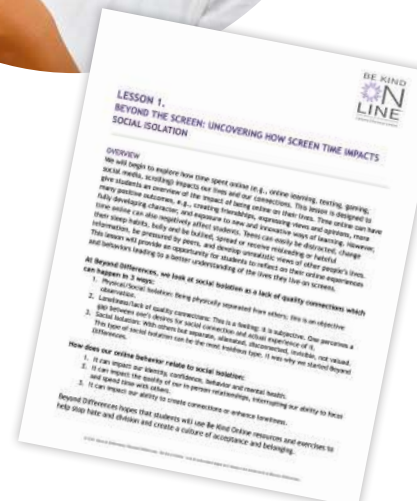 BE KIND
ON
LINE
LESSON 1.
BEYOND THE SCREEN: UNCOVERING HOW SCREEN TIME IMPACTS
SOCIAL ISOLATION
OVERVIEW
We will begin to explore how time spent online (e.g., online learning, texting, gaming,
social media, scrolling) impacts our lives and our connections. This lesson is designed to
give students an overview of the impact of being online on their lives. Time online can have
many positive outcomes, e.g., creating friendships, expressing views and opinions, more
fully developing character, and exposure to new and innovative ways of learning. However,
time online can also negatively affect students. Teens can easily be distracted, change
their sleep habits, bully and be bullied, spread or receive misleading or hateful
information, be pressured by peers, and develop unrealistic views of other people's lives.
This lesson will provide an opportunity for students to reflect on their online experiences
and behaviors leading to a better understanding of the lives they live on screens.
At Beyond Differences, we look at social isolation as a lack of quality connections which
can happen in 3 ways:
1. Physical/Social Isolation: Being physically separated from others; this is an objective
observation.
2. Loneliness/lack of quality connections: This is a feeling; it is subjective. One perceives a
gap between one's desires for social connection and actual experience of it.
3. Social Isolation: With others but separate, alienated, disconnected, invisible, not valued.
This type of social isolation can be the most insidious type. It was why we started Beyond
Differences.
How does our online behavior relate to social isolation:
1. It can impact our identity, confidence, behavior and mental health.
2. It can impact the quality of our in-person relationships, interrupting our ability to focus
and spend time with others.
3. It can impact our ability to create connections or enhance loneliness.
Beyond Differences hopes that students will use Be Kind Online resources and exercises to
help stop hate and division and create a culture of acceptance and belonging.